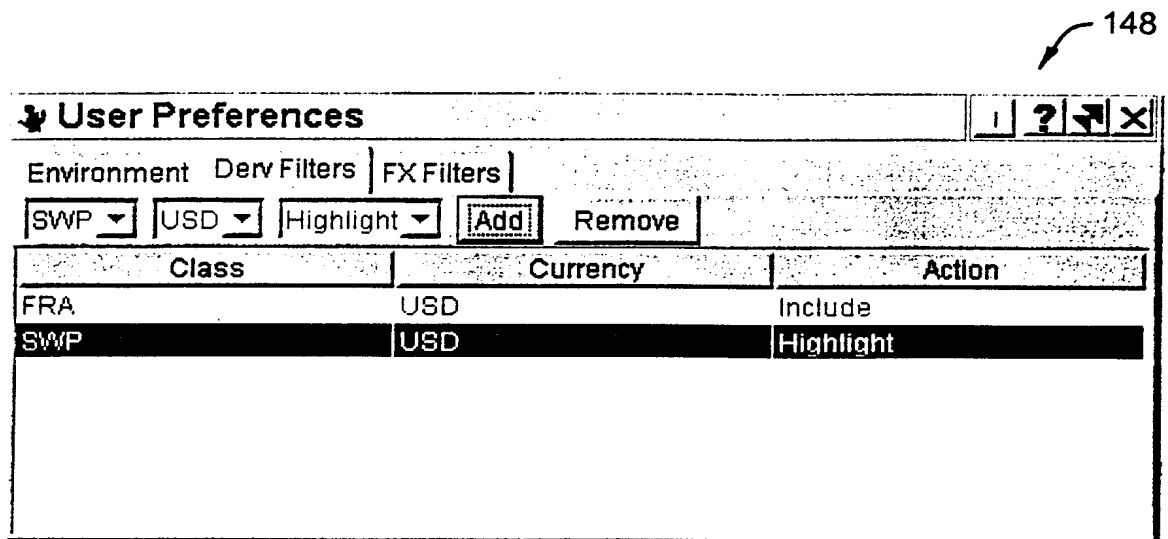 148
User Preferences
?
Environment Derv Filters FX Filters
SWP USD Highlight Add Remove
Class Currency Action
FRA USD Include
SWP USD Highlight